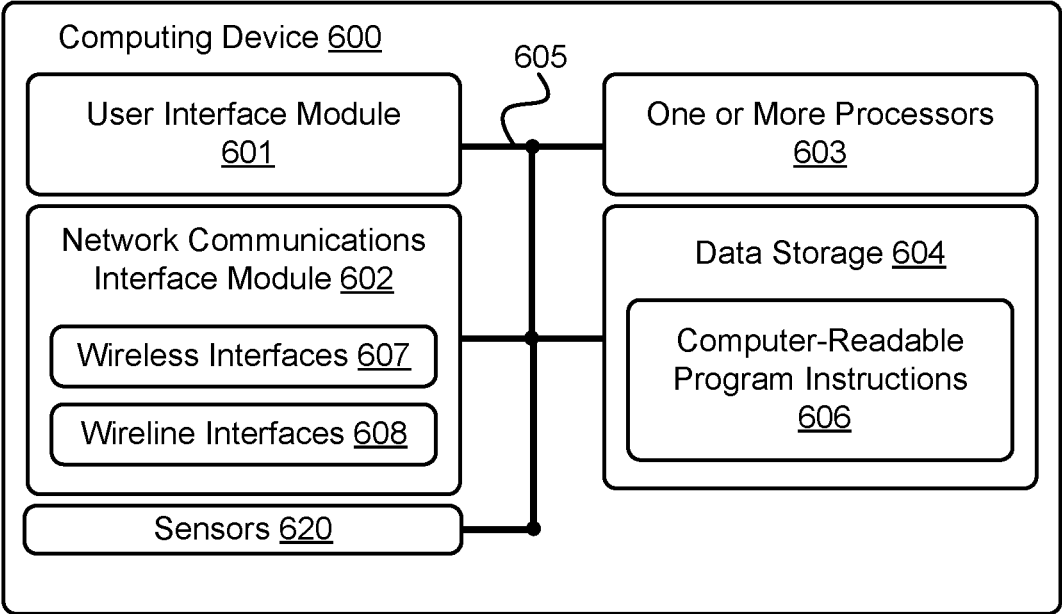 Computing Device 600
605
User Interface Module
601
One or More Processors
603
Network Communications
Interface Module 602
Wireless Interfaces 607
Wireline Interfaces 608
Data Storage 604
Computer-Readable
Program Instructions
606
Sensors 620